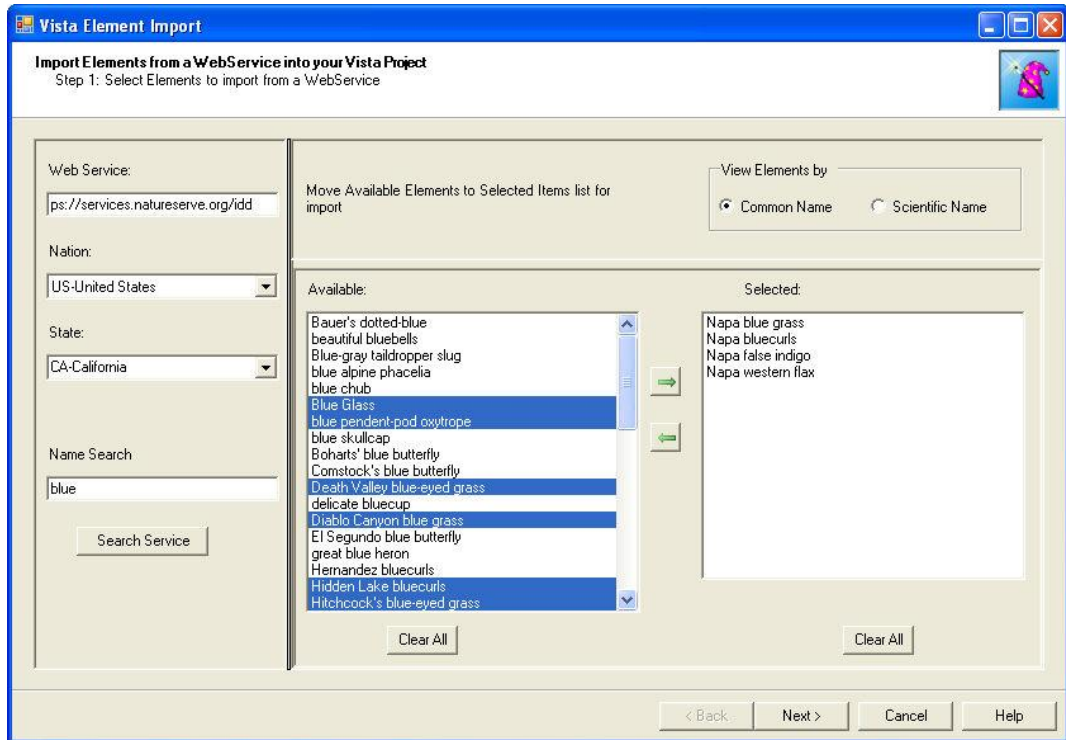 Vista Element Import
Import Elements from a WebService into your Vista Project
Step 1: Select Elements to import from a WebService
Web Service:
ps://services.natureserve.org/idd
Nation:
US-United States
State:
CA-California
Name Search
blue
Search Service
Move Available Elements to Selected Items list for
import
View Elements by
Common Name
Scientific Name
Available:
Bauer's dotted-blue
beautiful bluebells
Blue-gray taildropper slug
blue alpine phacelia
blue chub
Blue Glass
blue pendent-pod oxytrope
blue skullcap
Boharts' blue butterfly
Comstock's blue butterfly
Death Valley blue-eyed grass
delicate bluecup
Diablo Canyon blue grass
El Segundo blue butterfly
great blue heron
Hernandez bluecurls
Hidden Lake bluecurls
Hitchcock's blue-eyed grass
Clear All
Selected:
Napa blue grass
Napa bluecurls
Napa false indigo
Napa western flax
Clear All
< Back
Next >
Cancel
Help